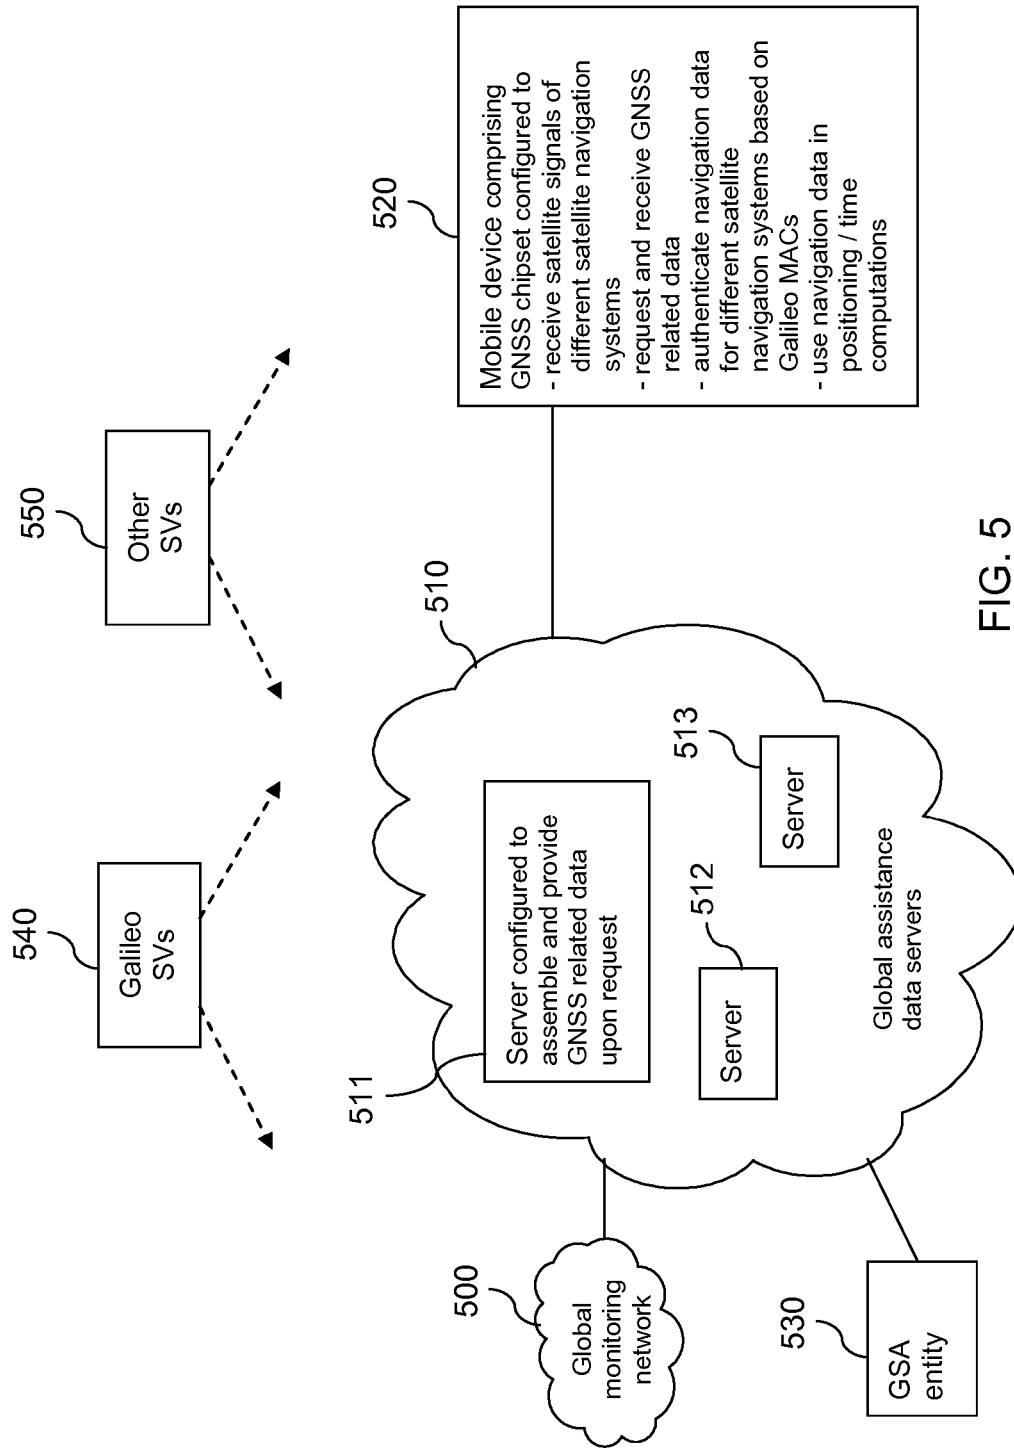 540
Galileo
SVs
550
Other
SVs
500
Global
monitoring
network
530
GSA
entity
510
511
Server configured to
assemble and provide
GNSS related data
upon request
512
Server
513
Server
Global assistance
data servers
520
Mobile device comprising
GNSS chipset configured to
- receive satellite signals of
different satellite navigation
systems
- request and receive GNSS
related data
- authenticate navigation data
for different satellite
navigation systems based on
Galileo MACs
- use navigation data in
positioning / time
computations
FIG. 5